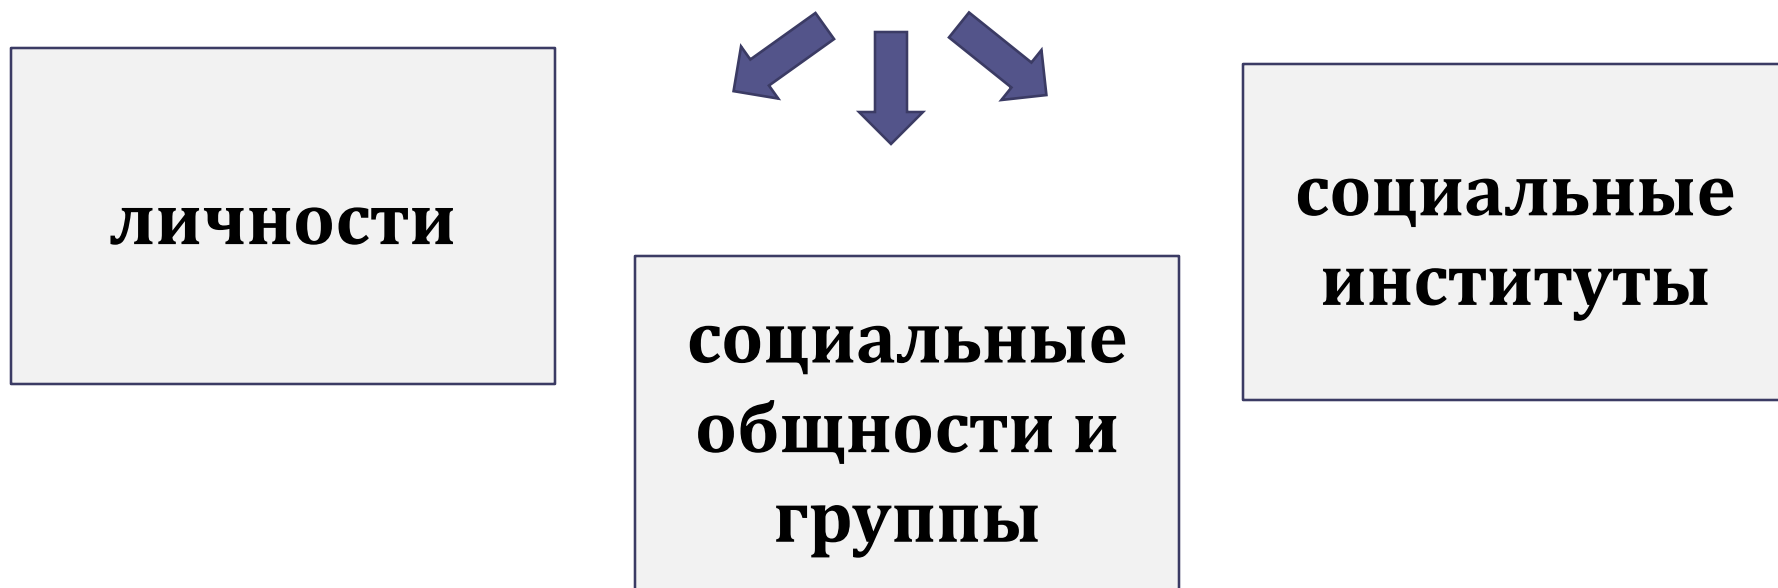 личности
социальные
общности и
группы
социальные
институты